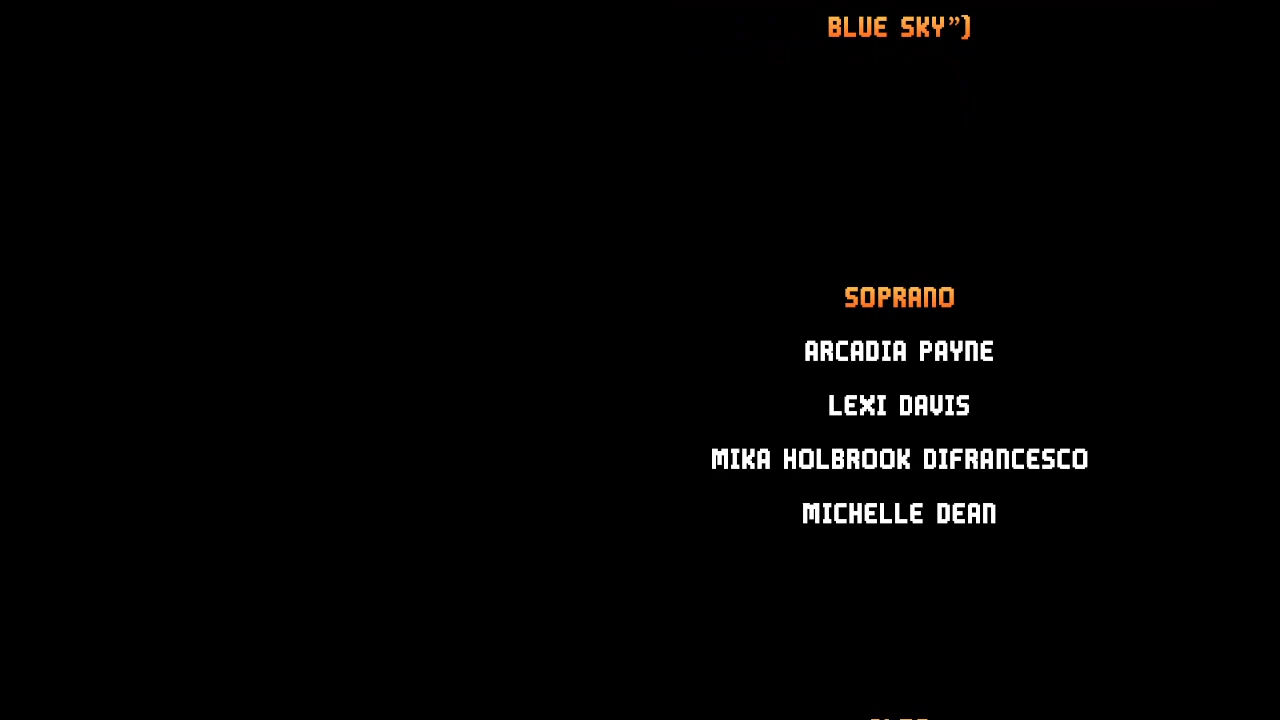 BLUE SKY”)
SOPRANO
ARCADIA PAYNE
LEXI DAVIS
MIKA HOLBROOK DIFRANCESCO
MICHELLE DEAN